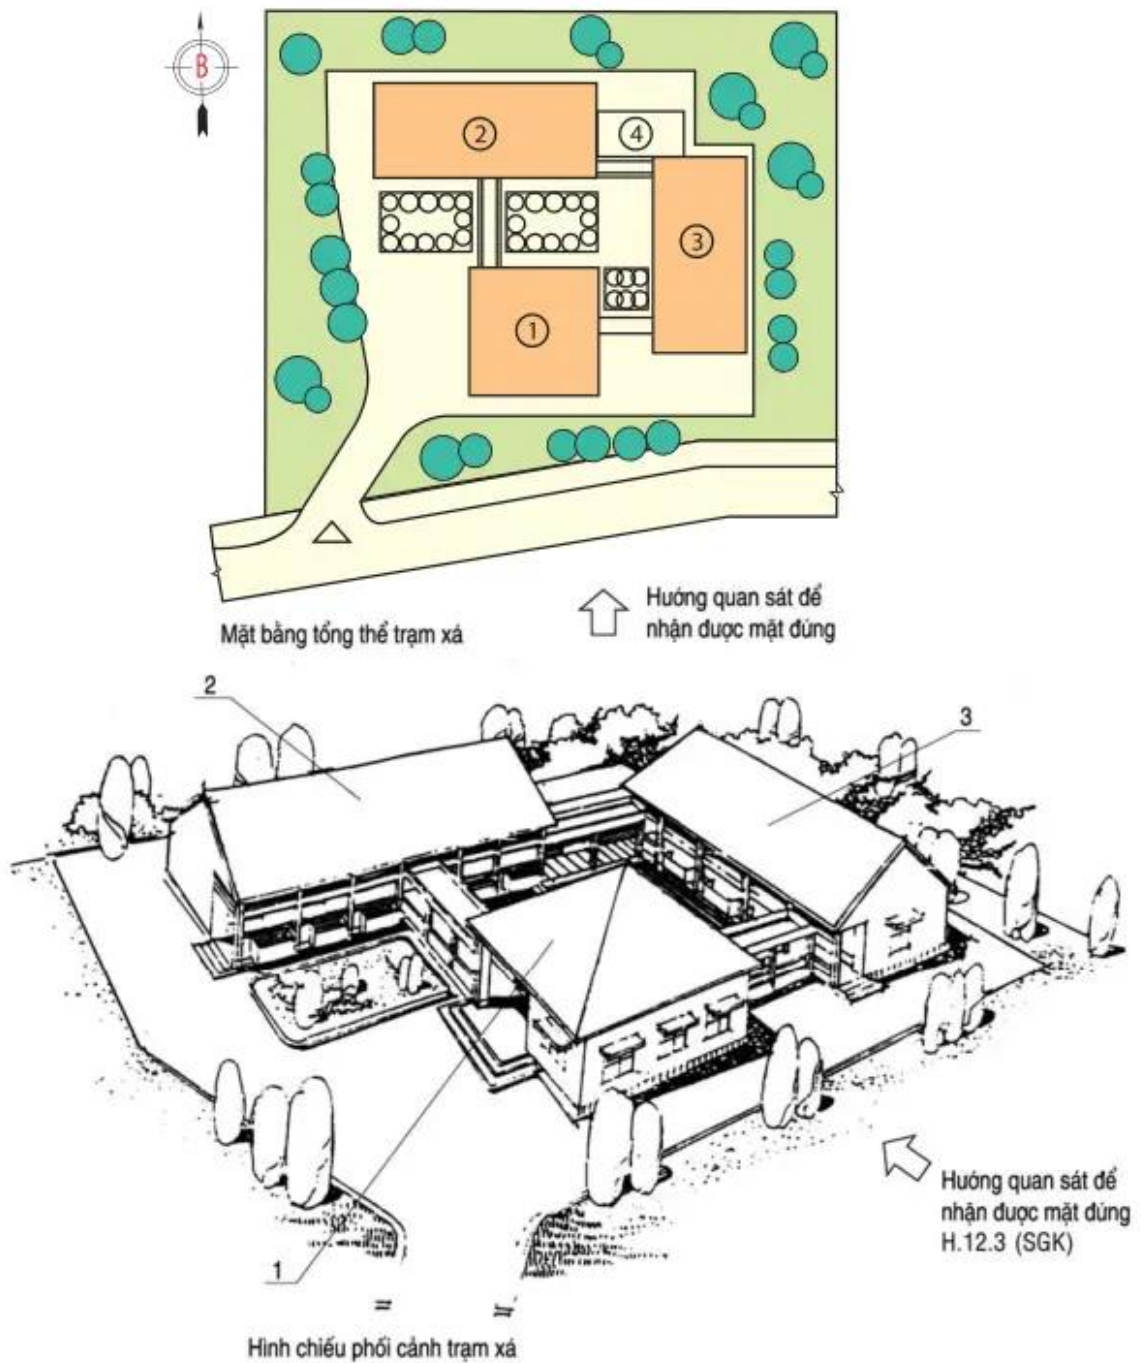 B
2
4
3
1
Mặt bằng tổng thể trạm xá
Hướng quan sát để
nhận được mặt đứng
2
3
Hướng quan sát để
nhận được mặt đứng
H.12.3 (SGK)
1
Hình chiếu phối cảnh trạm xá